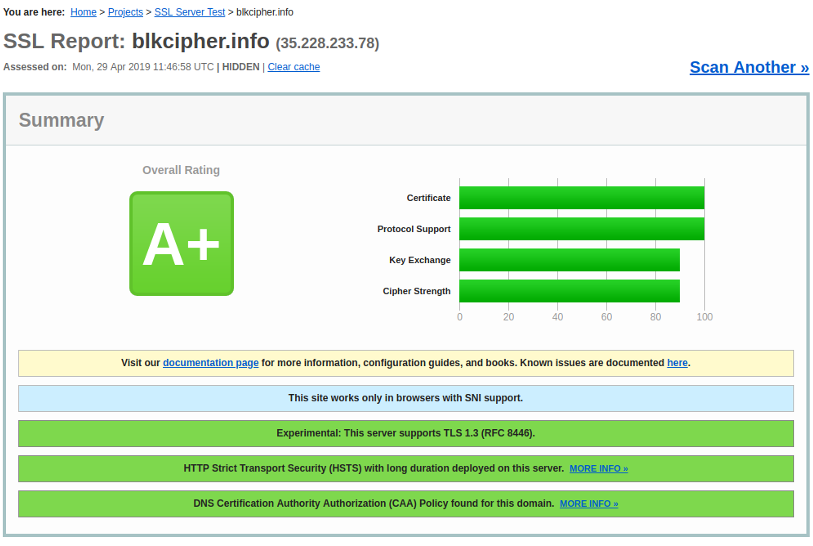 You are here: Home > Projects > SSL Server Test > blkcipher.info
SSL Report: blkcipher.info (35.228.233.78)
Assessed on: Mon, 29 Apr 2019 11:46:58 UTC | HIDDEN | Clear cache
Scan Another »
Summary
Overall Rating
A+
Certificate
Protocol Support
Key Exchange
Cipher Strength
0 20 40 60 80 100
Visit our documentation page for more information, configuration guides, and books. Known issues are documented here.
This site works only in browsers with SNI support.
Experimental: This server supports TLS 1.3 (RFC 8446).
HTTP Strict Transport Security (HSTS) with long duration deployed on this server. MORE INFO »
DNS Certification Authority Authorization (CAA) Policy found for this domain. MORE INFO »